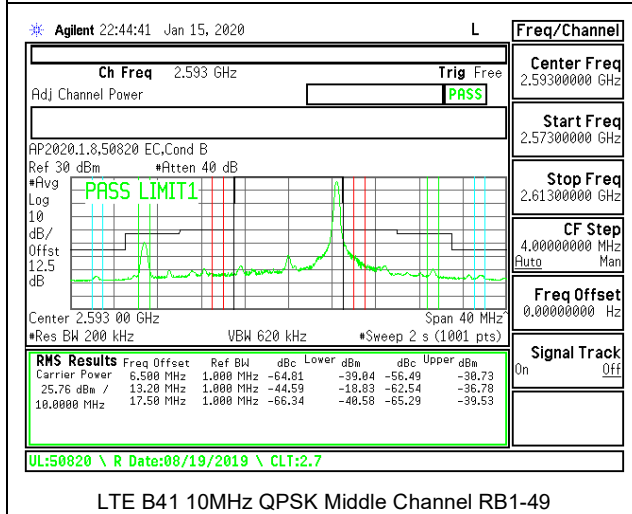 Agilent 22:44:41 Jan 15, 2020 L
Freq/Channel
Ch Freq 2.593 GHz Trig Free
Adj Channel Power PASS
Center Freq
2.59300000 GHz
Start Freq
2.57300000 GHz
Stop Freq
2.61300000 GHz
CF Step
4.00000000 MHz
Auto Man
Freq Offset
0.00000000 Hz
Signal Track
On Off
AP2020.1.8,50820 EC,Cond B
Ref 30 dBm #Atten 40 dB
#Avg
Log
10
dB/
Offst
12.5
dB
PASS LIMIT1
Center 2.593 00 GHz Span 40 MHz^
#Res BW 200 kHz VBW 620 kHz #Sweep 2 s (1001 pts)
RMS Results Freq Offset Ref BW dBc Lower dBm dBc Upper dBm
Carrier Power 6.500 MHz 1.000 MHz -64.81 -39.04 -56.49 -30.73
25.76 dBm / 13.20 MHz 1.000 MHz -44.59 -18.83 -62.54 -36.78
10.0000 MHz 17.50 MHz 1.000 MHz -66.34 -40.58 -65.29 -39.53
UL:50820 \ R Date:08/19/2019 \ CLT:2.7
LTE B41 10MHz QPSK Middle Channel RB1-49